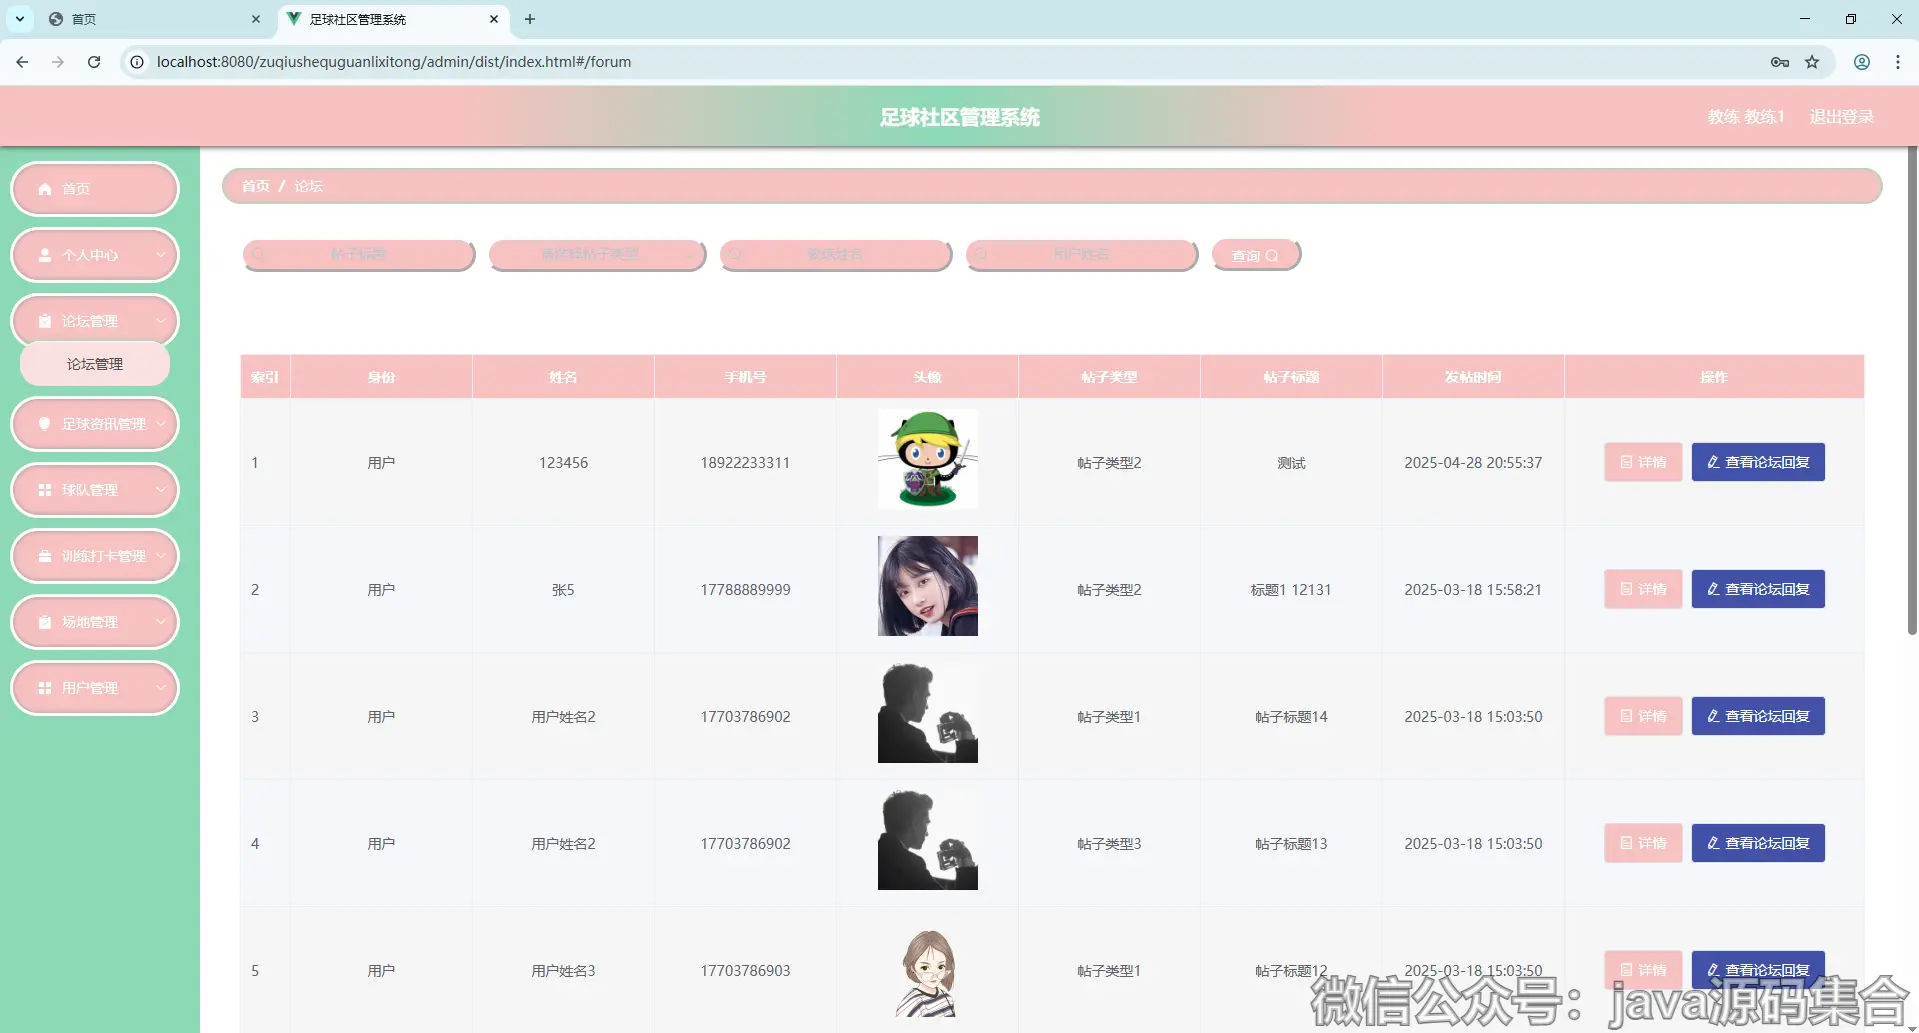 首页
足球社区管理系统
localhost:8080/zuqiushequguanlixitong/admin/dist/index.html#/forum
足球社区管理系统
教练 教练1
退出登录
首页
个人中心
论坛管理
论坛管理
足球资讯管理
球队管理
训练打卡管理
场地管理
用户管理
首页 / 论坛
帖子标题
请选择帖子类型
教练姓名
用户姓名
查询
索引 身份 姓名 手机号 头像 帖子类型 帖子标题 发帖时间 操作
1 用户 123456 18922233311 帖子类型2 测试 2025-04-28 20:55:37 详情 查看论坛回复
2 用户 张5 17788889999 帖子类型2 标题1 12131 2025-03-18 15:58:21 详情 查看论坛回复
3 用户 用户姓名2 17703786902 帖子类型1 帖子标题14 2025-03-18 15:03:50 详情 查看论坛回复
4 用户 用户姓名2 17703786902 帖子类型3 帖子标题13 2025-03-18 15:03:50 详情 查看论坛回复
5 用户 用户姓名3 17703786903 帖子类型1 帖子标题12 2025-03-18 15:03:50 详情 查看论坛回复
微信公众号：java源码集合